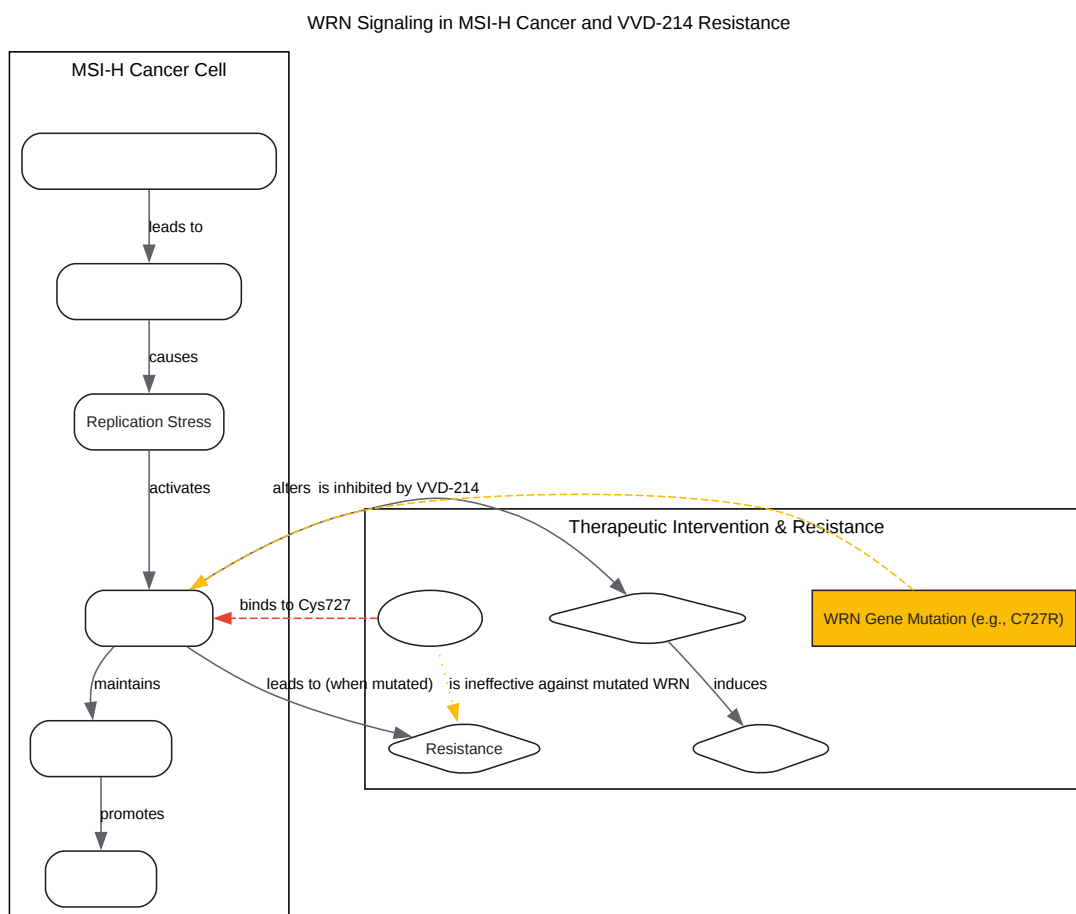 WRN Signaling in MSI-H Cancer and VVD-214 Resistance
MSI-H Cancer Cell
leads to
causes
Replication Stress
activates
alters
is inhibited by VVD-214
Therapeutic Intervention & Resistance
binds to Cys727
WRN Gene Mutation (e.g., C727R)
maintains
leads to (when mutated)
is ineffective against mutated WRN
induces
Resistance
promotes